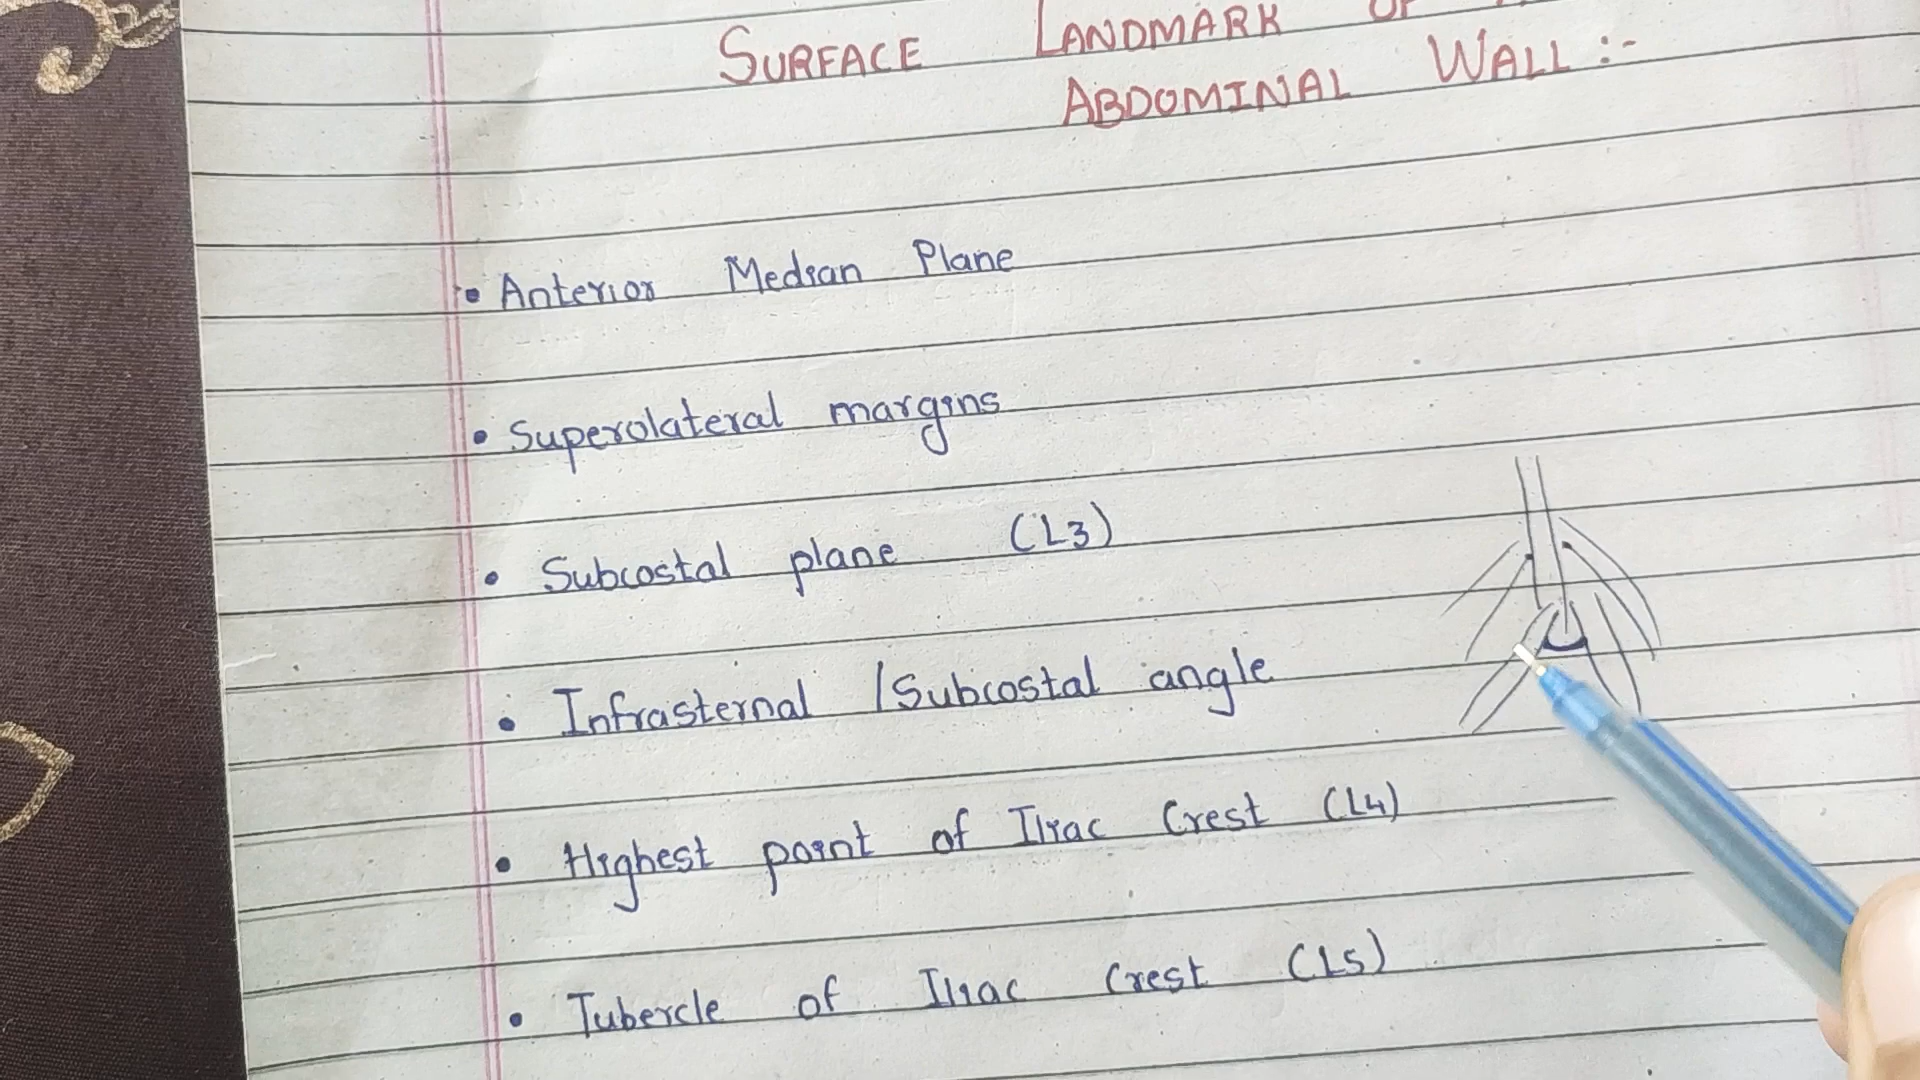 SURFACE LANDMARK OF
ABDOMINAL WALL :-
• Anterior Median Plane
• Superolateral margins
• Subcostal plane (L3)
• Infrasternal /Subcostal angle
• Highest point of Iliac Crest (L4)
• Tubercle of Iliac Crest (L5)